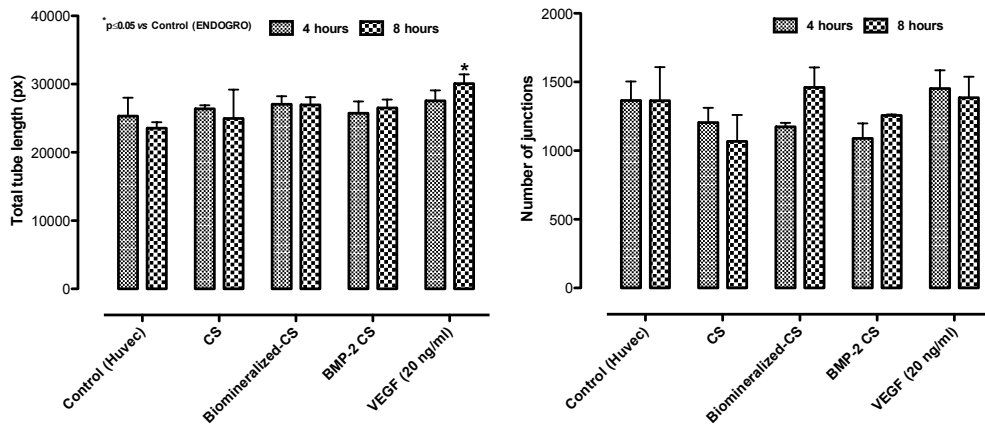 *p≤0.05 vs Control (ENDOGRO)
4 hours
8 hours
Total tube length (px)
40000
30000
20000
10000
0
*
Control (Huvec)
CS
Biomineralized-CS
BMP-2 CS
VEGF (20 ng/ml)
4 hours
8 hours
Number of junctions
2000
1500
1000
500
0
Control (Huvec)
CS
Biomineralized-CS
BMP-2 CS
VEGF (20 ng/ml)